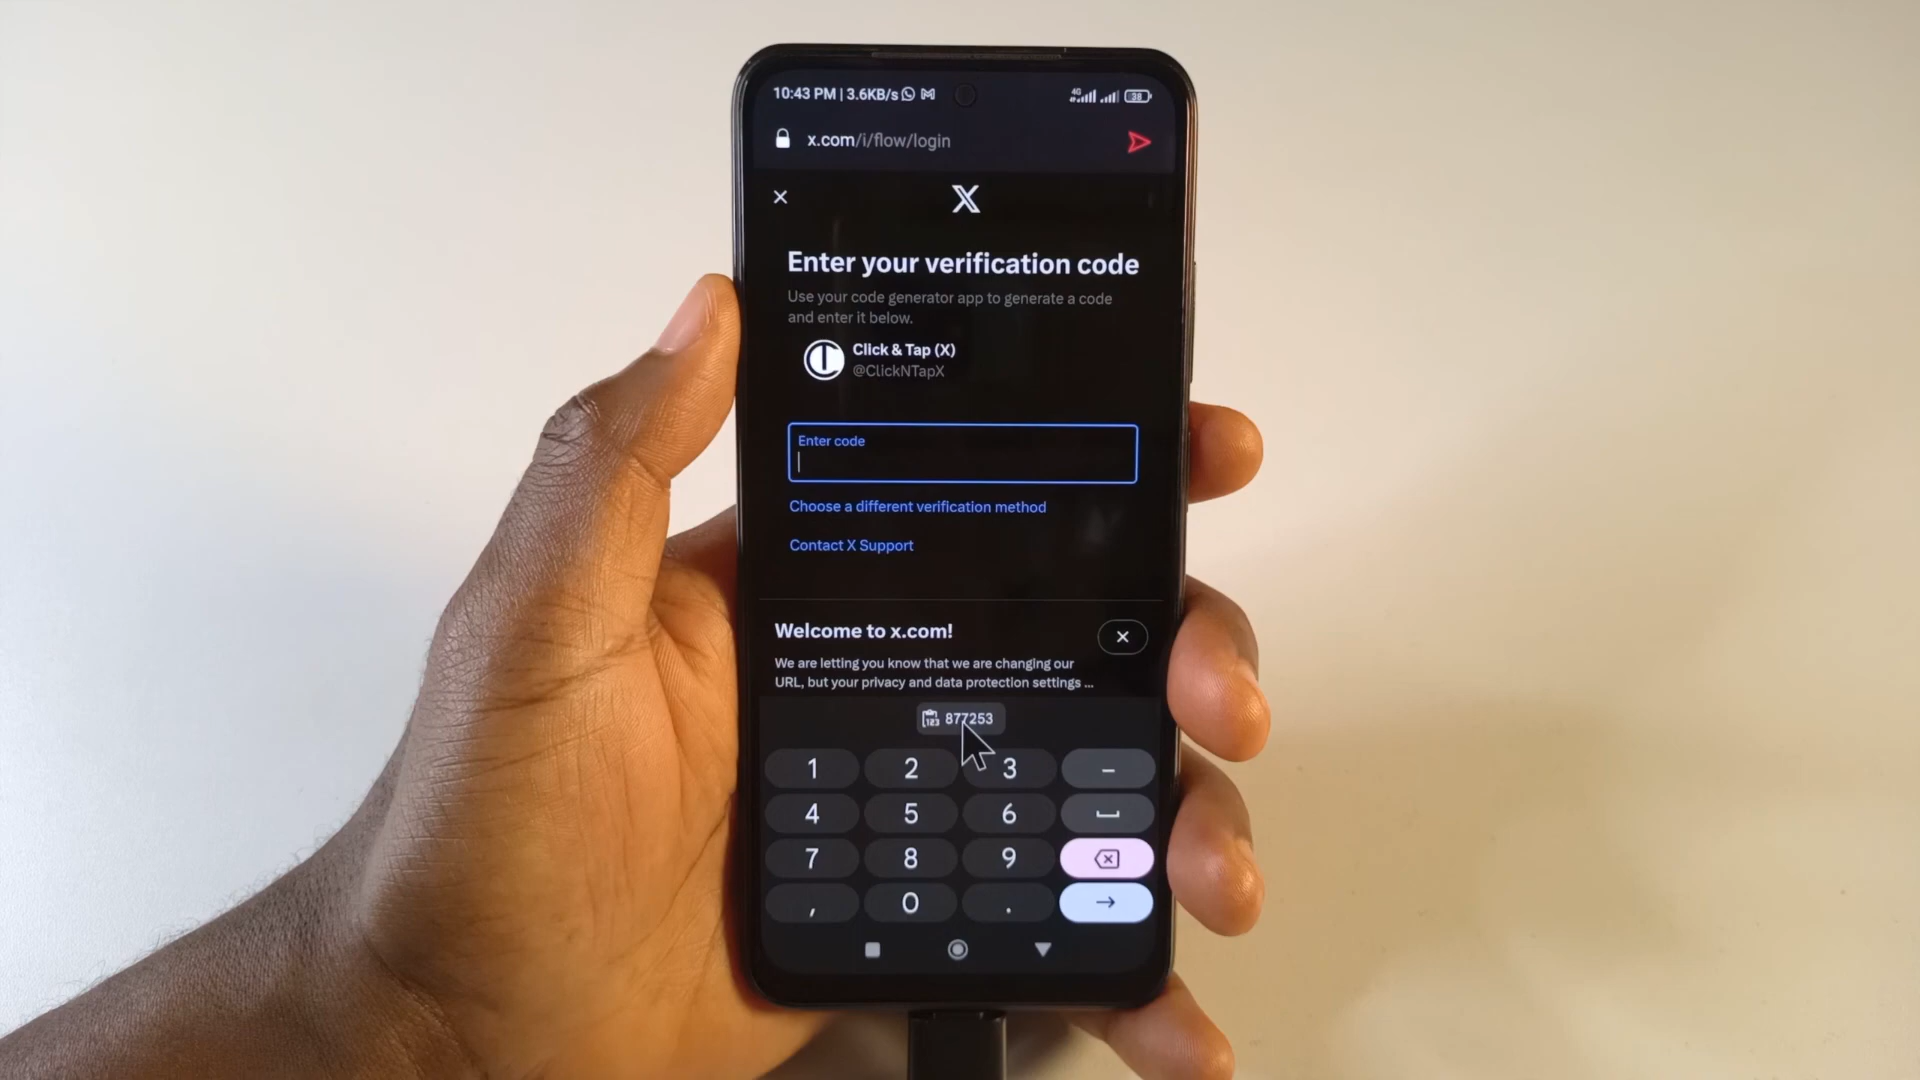 10:43 PM | 3.6KB/s
4G
38
x.com/i/flow/login
X
Enter your verification code
Use your code generator app to generate a code
and enter it below.
Click & Tap (X)
@ClickNTapX
Enter code
Choose a different verification method
Contact X Support
Welcome to x.com!
We are letting you know that we are changing our
URL, but your privacy and data protection settings ...
123 877253
1 2 3 –
4 5 6
7 8 9
, 0 .